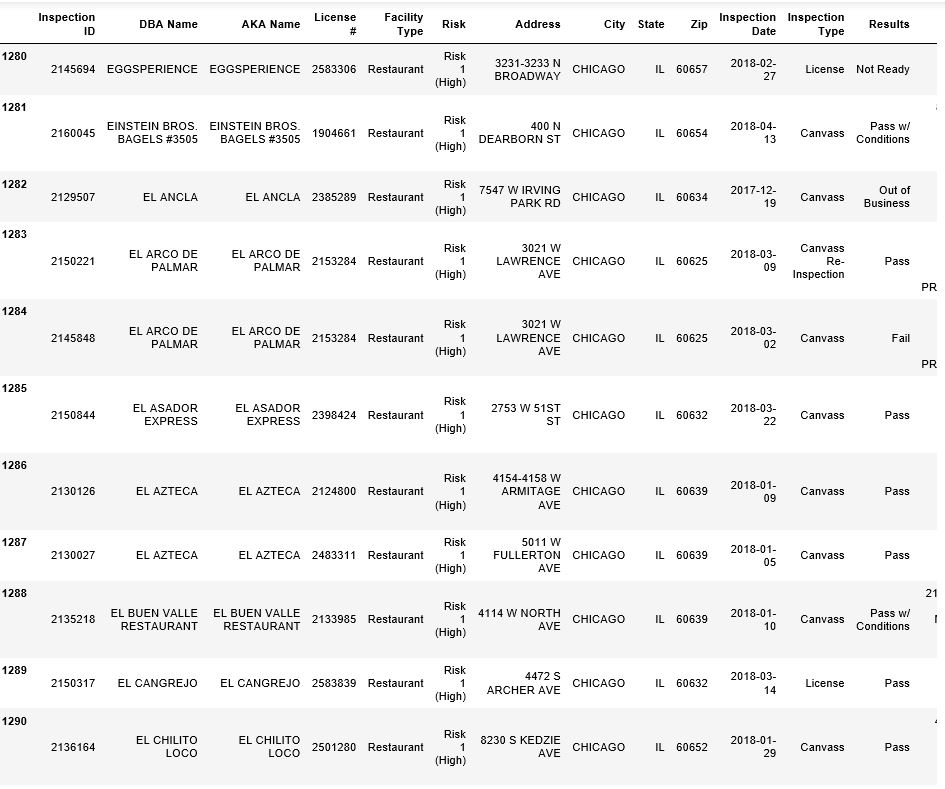 Inspection ID DBA Name AKA Name License # Facility Type Risk Address City State Zip Inspection Date Inspection Type Results
1280 2145694 EGGSPERIENCE EGGSPERIENCE 2583306 Restaurant Risk 1 (High) 3231-3233 N BROADWAY CHICAGO IL 60657 2018-02-27 License Not Ready
1281 2160045 EINSTEIN BROS. BAGELS #3505 EINSTEIN BROS. BAGELS #3505 1904661 Restaurant Risk 1 (High) 400 N DEARBORN ST CHICAGO IL 60654 2018-04-13 Canvass Pass w/ Conditions
1282 2129507 EL ANCLA EL ANCLA 2385289 Restaurant Risk 1 (High) 7547 W IRVING PARK RD CHICAGO IL 60634 2017-12-19 Canvass Out of Business
1283 2150221 EL ARCO DE PALMAR EL ARCO DE PALMAR 2153284 Restaurant Risk 1 (High) 3021 W LAWRENCE AVE CHICAGO IL 60625 2018-03-09 Canvass Re-Inspection Pass PR
1284 2145848 EL ARCO DE PALMAR EL ARCO DE PALMAR 2153284 Restaurant Risk 1 (High) 3021 W LAWRENCE AVE CHICAGO IL 60625 2018-03-02 Canvass Fail PR
1285 2150844 EL ASADOR EXPRESS EL ASADOR EXPRESS 2398424 Restaurant Risk 1 (High) 2753 W 51ST ST CHICAGO IL 60632 2018-03-22 Canvass Pass
1286 2130126 EL AZTECA EL AZTECA 2124800 Restaurant Risk 1 (High) 4154-4158 W ARMITAGE AVE CHICAGO IL 60639 2018-01-09 Canvass Pass
1287 2130027 EL AZTECA EL AZTECA 2483311 Restaurant Risk 1 (High) 5011 W FULLERTON AVE CHICAGO IL 60639 2018-01-05 Canvass Pass
1288 2135218 EL BUEN VALLE RESTAURANT EL BUEN VALLE RESTAURANT 2133985 Restaurant Risk 1 (High) 4114 W NORTH AVE CHICAGO IL 60639 2018-01-10 Canvass Pass w/ Conditions 21
1289 2150317 EL CANGREJO EL CANGREJO 2583839 Restaurant Risk 1 (High) 4472 S ARCHER AVE CHICAGO IL 60632 2018-03-14 License Pass
1290 2136164 EL CHILITO LOCO EL CHILITO LOCO 2501280 Restaurant Risk 1 (High) 8230 S KEDZIE AVE CHICAGO IL 60652 2018-01-29 Canvass Pass